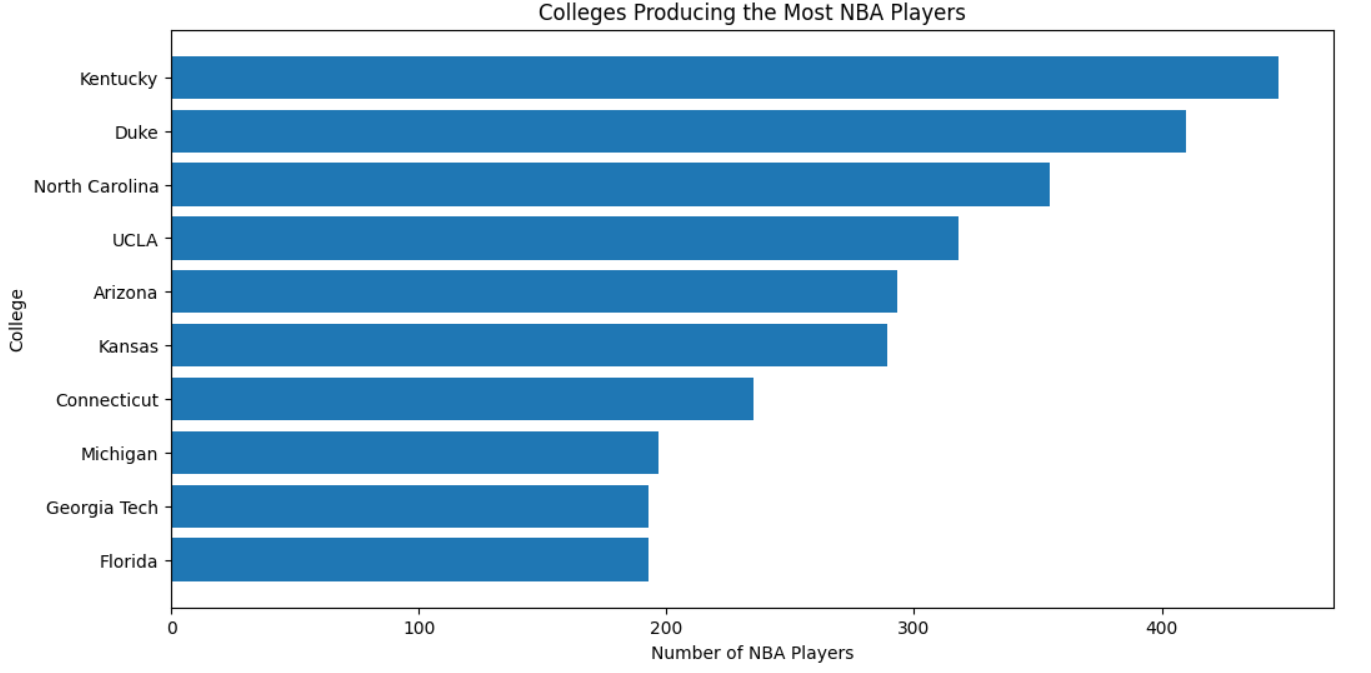 Colleges Producing the Most NBA Players
Kentucky
Duke
North Carolina
UCLA
Arizona
Kansas
Connecticut
Michigan
Georgia Tech
Florida
College
0 100 200 300 400
Number of NBA Players